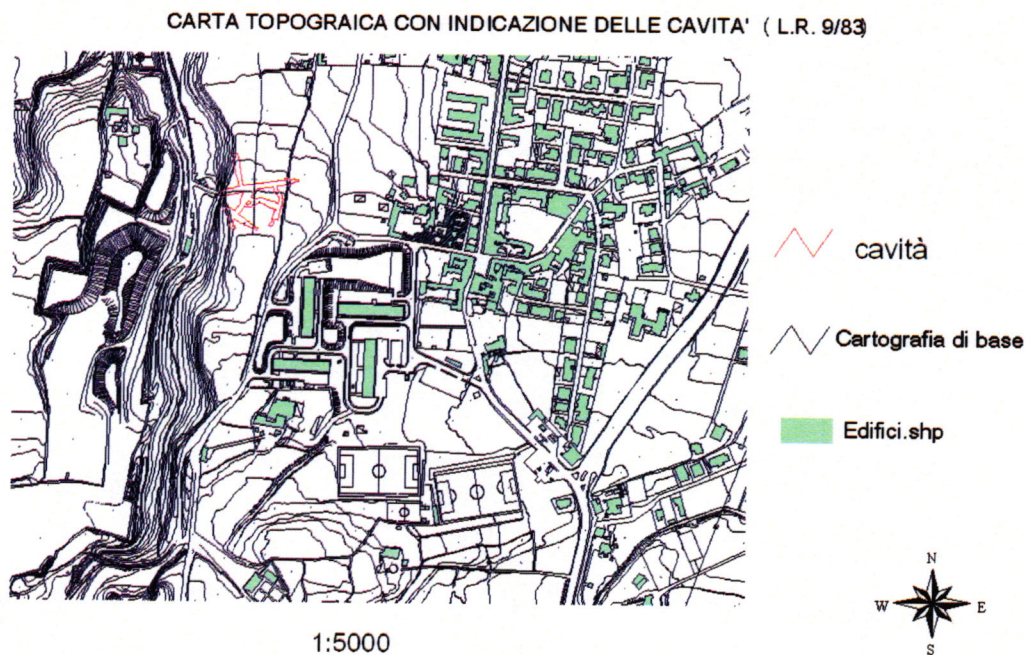 CARTA TOPOGRAICA CON INDICAZIONE DELLE CAVITA' ( L.R. 9/83)
cavità
Cartografia di base
Edifici.shp
N
W E
S
1:5000